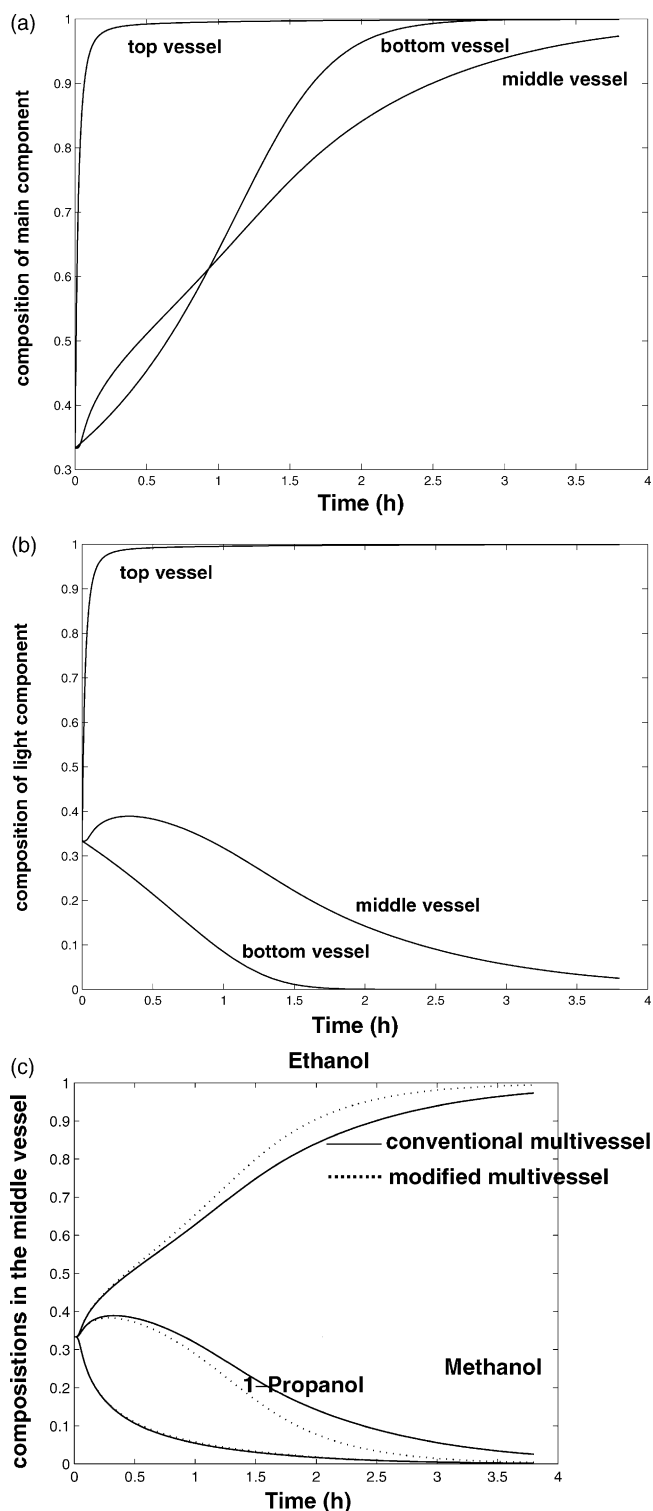 (a)
1
top vessel
bottom vessel
middle vessel
0.9
0.8
0.7
0.6
0.5
0.4
0.3
composition of main component
0 0.5 1 1.5 2 2.5 3 3.5 4
Time (h)
(b)
1
top vessel
0.9
0.8
0.7
0.6
0.5
0.4
0.3
0.2
0.1
0
composition of light component
middle vessel
bottom vessel
0 0.5 1 1.5 2 2.5 3 3.5 4
Time (h)
(c)
Ethanol
1
0.9
0.8
0.7
0.6
0.5
0.4
0.3
0.2
0.1
0
composistions in the middle vessel
conventional multivessel
modified multivessel
Methanol
1–Propanol
0 0.5 1 1.5 2 2.5 3 3.5 4
Time (h)